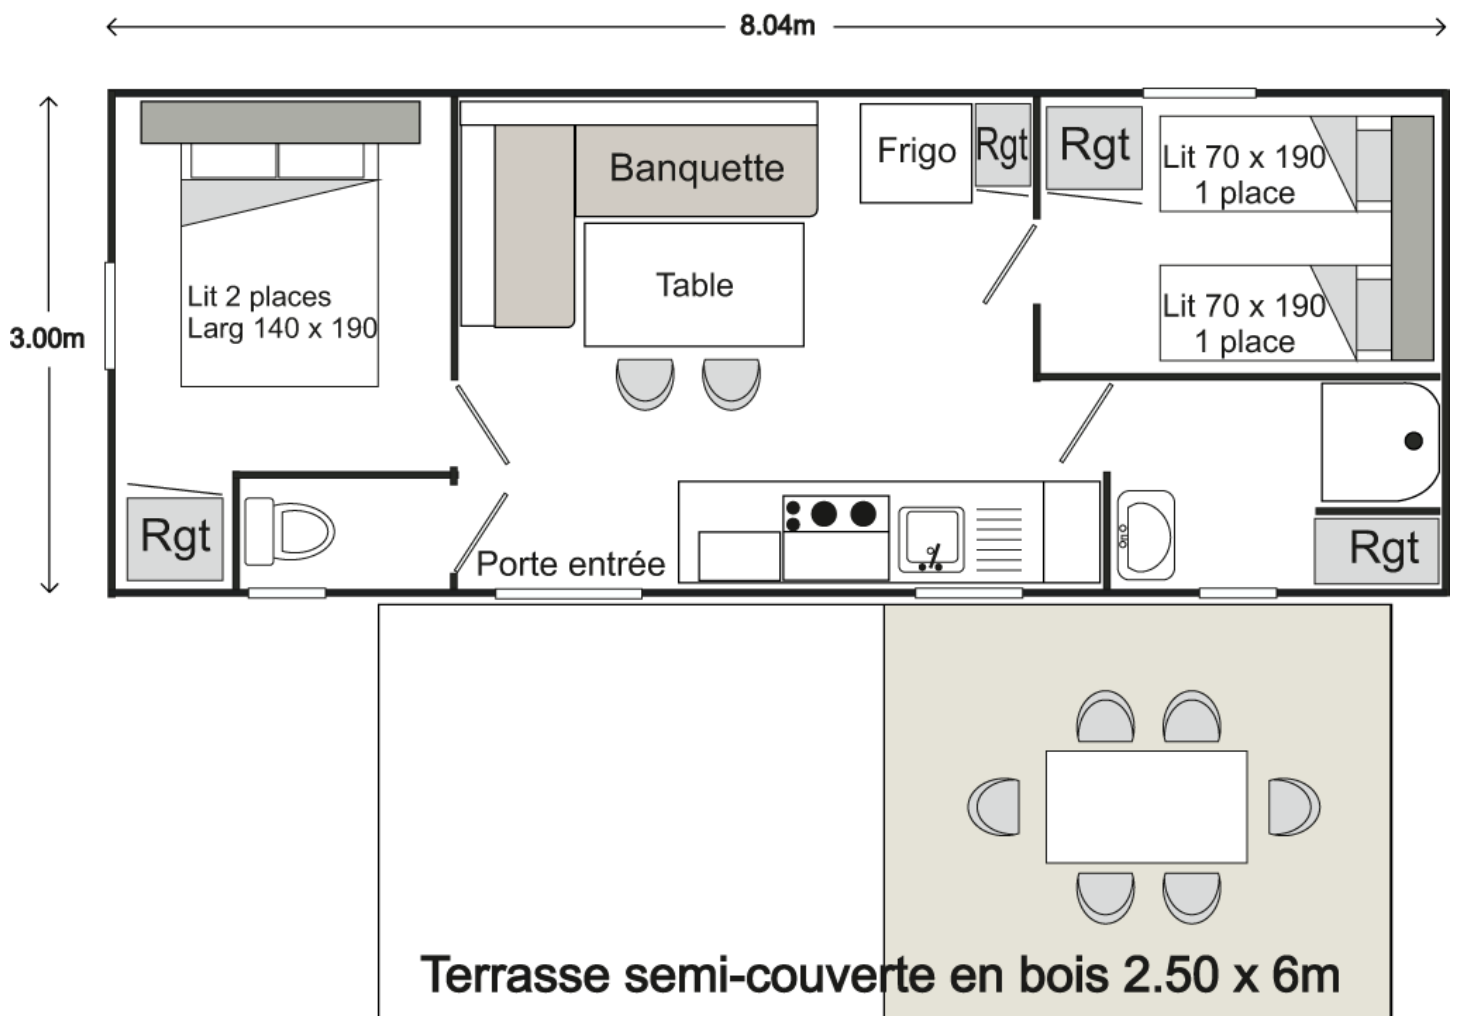 8.04m
3.00m
Banquette
Frigo
Rgt
Rgt
Lit 70 x 190
1 place
Table
Lit 2 places
Larg 140 x 190
Lit 70 x 190
1 place
Rgt
Porte entrée
Rgt
Terrasse semi-couverte en bois 2.50 x 6m